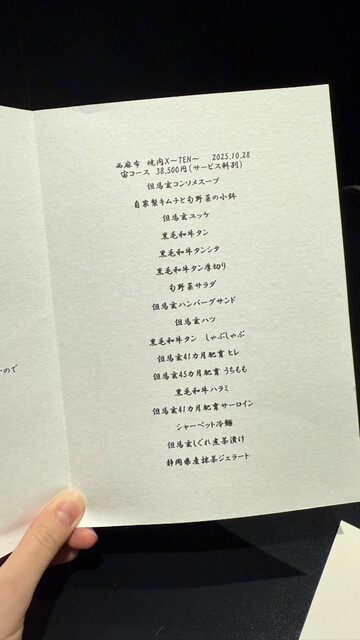 西麻布 焼肉X〜TEN〜 2025.10.28
宙コース 38,500円(サービス料別)
但馬玄コンソメスープ
自家製キムチと旬野菜の小鉢
但馬玄ユッケ
黒毛和牛タン
黒毛和牛タンシタ
黒毛和牛タン厚切り
旬野菜サラダ
但馬玄ハンバーグサンド
但馬玄ハツ
黒毛和牛タン しゃぶしゃぶ
但馬玄41カ月肥育 ヒレ
但馬玄45カ月肥育 うちもも
黒毛和牛ハラミ
但馬玄41カ月肥育サーロイン
シャーベット冷麺
但馬玄しぐれ煮茶漬け
静岡県産抹茶ジェラート
ので